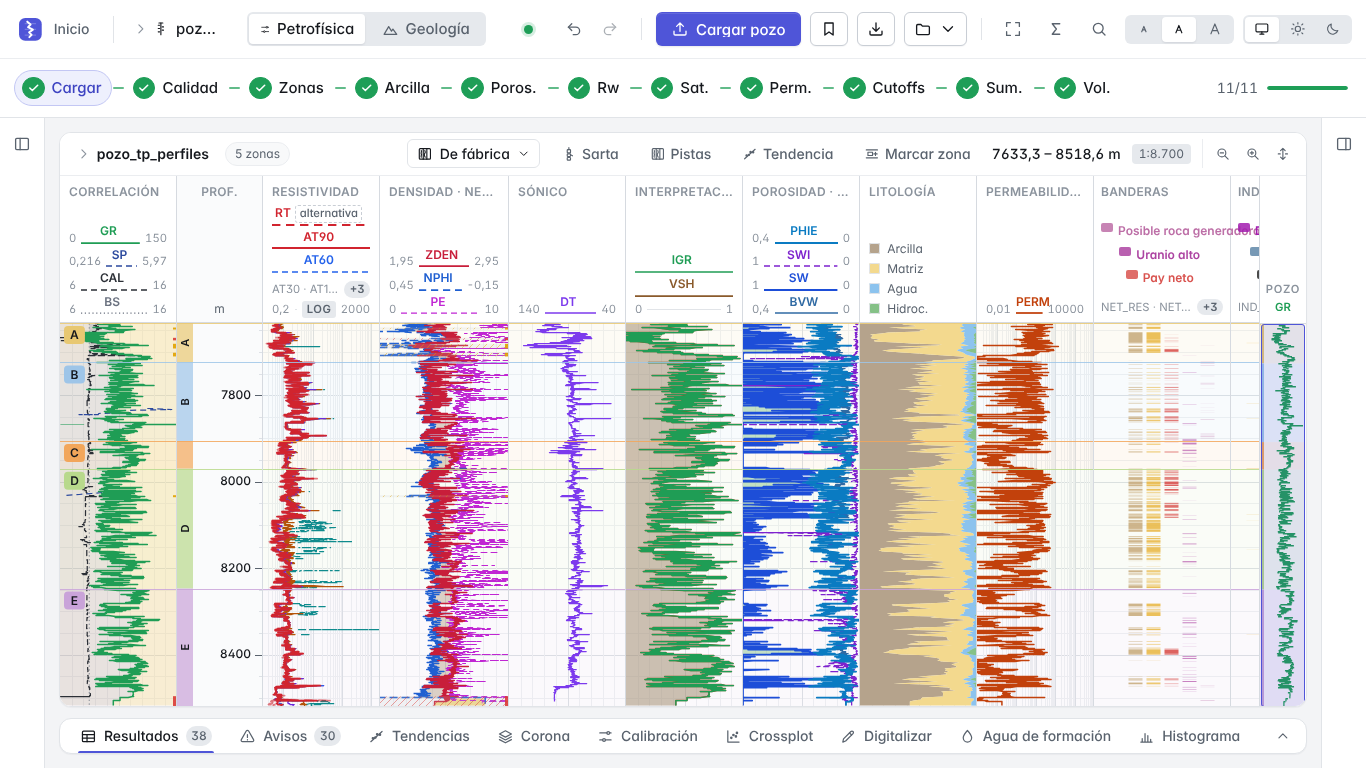 Inicio
poz...
Petrofísica
Geología
Cargar pozo
A
A
A
Cargar
Calidad
Zonas
Arcilla
Poros.
Rw
Sat.
Perm.
Cutoffs
Sum.
Vol.
11/11
pozo_tp_perfiles
5 zonas
De fábrica
Sarta
Pistas
Tendencia
Marcar zona
7633,3 – 8518,6 m
1:8.700
CORRELACIÓN
0 GR 150
0,216 SP 5,97
6 CAL 16
6 BS 16
PROF.
m
RESISTIVIDAD
RT alternativa
AT90
AT60
AT30 · AT1... +3
0,2 · LOG 2000
DENSIDAD · NE...
1,95 ZDEN 2,95
0,45 NPHI -0,15
0 PE 10
SÓNICO
140 DT 40
INTERPRETAC...
IGR
VSH
0 1
POROSIDAD · ...
0,4 PHIE 0
1 SWI 0
1 SW 0
0,4 BVW 0
LITOLOGÍA
Arcilla
Matriz
Agua
Hidroc.
PERMEABILID...
0,01 PERM 10000
BANDERAS
Posible roca generadora
Uranio alto
Pay neto
NET_RES · NET... +3
IND
IND_
POZO
GR
A
B
C
D
E
A
B
D
E
7800
8000
8200
8400
Resultados 38
Avisos 30
Tendencias
Corona
Calibración
Crossplot
Digitalizar
Agua de formación
Histograma